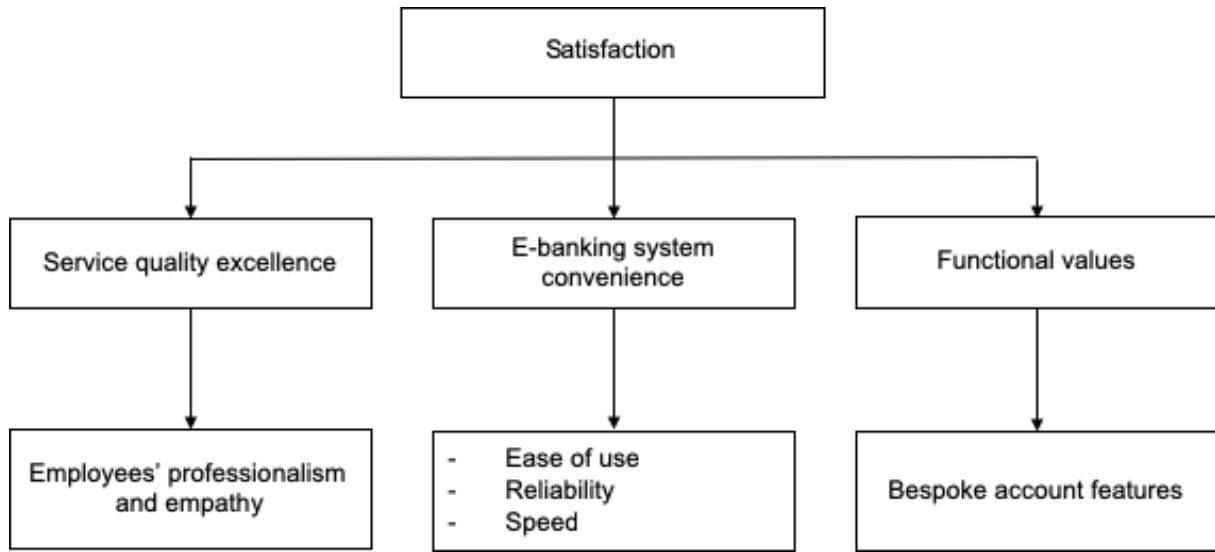 Satisfaction
Service quality excellence
E-banking system
convenience
Functional values
Employees’ professionalism
and empathy
- Ease of use
- Reliability
- Speed
Bespoke account features